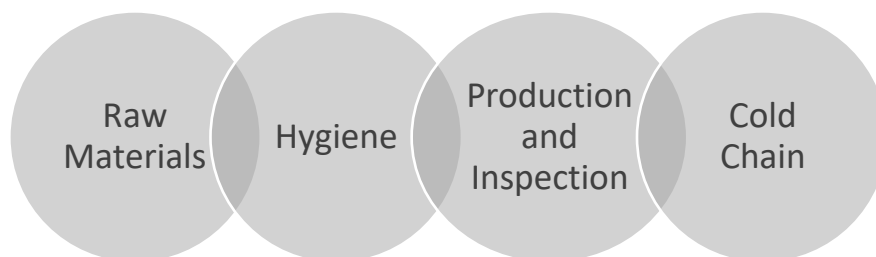 Raw
Materials
Hygiene
Production
and
Inspection
Cold
Chain